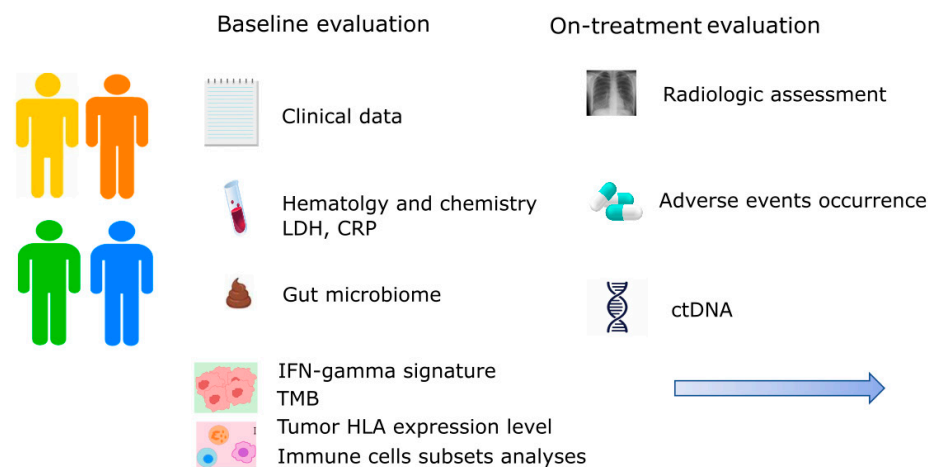 Baseline evaluation
Clinical data
Hematolgy and chemistry
LDH, CRP
Gut microbiome
IFN-gamma signature
TMB
Tumor HLA expression level
Immune cells subsets analyses
On-treatment evaluation
Radiologic assessment
Adverse events occurrence
ctDNA